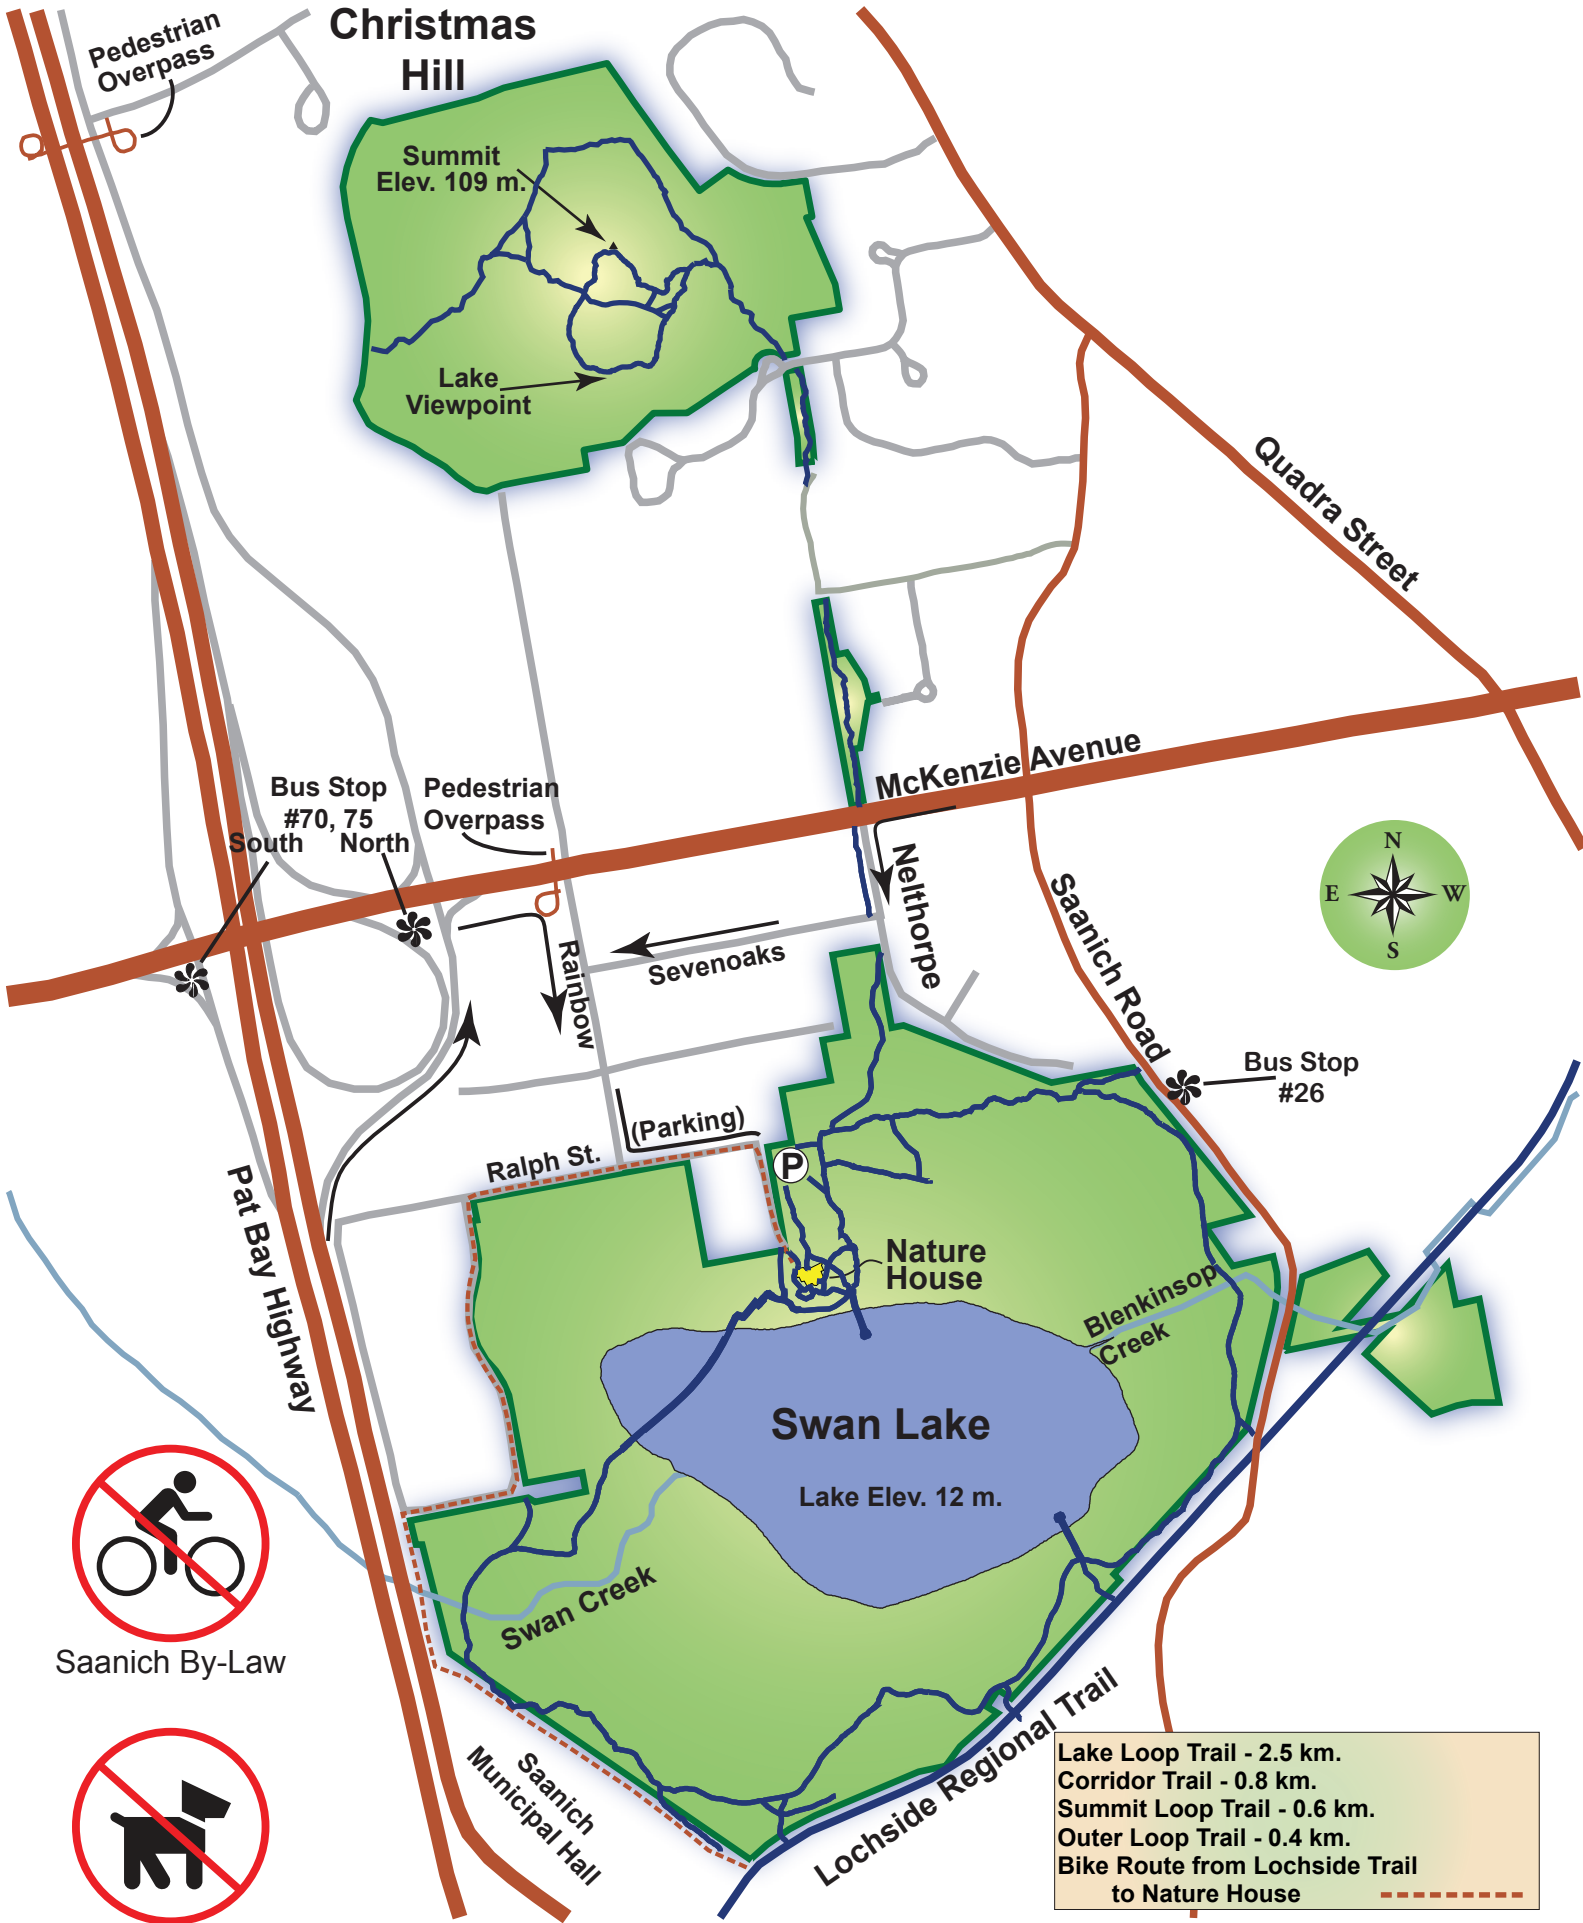 Christmas
Hill
Pedestrian
Overpass
Summit
Elev. 109 m.
Lake
Viewpoint
Quadra Street
McKenzie Avenue
Bus Stop
#70, 75
South North
Pedestrian
Overpass
Nelthorpe
Sevenoaks
Rainbow
Saanich Road
N
E W
S
Bus Stop
#26
(Parking)
Ralph St.
P
Pat Bay Highway
Nature
House
Blenkinsop
Creek
Swan Lake
Lake Elev. 12 m.
Swan Creek
Saanich By-Law
Saanich
Municipal Hall
Lochside Regional Trail
Lake Loop Trail - 2.5 km.
Corridor Trail - 0.8 km.
Summit Loop Trail - 0.6 km.
Outer Loop Trail - 0.4 km.
Bike Route from Lochside Trail
to Nature House